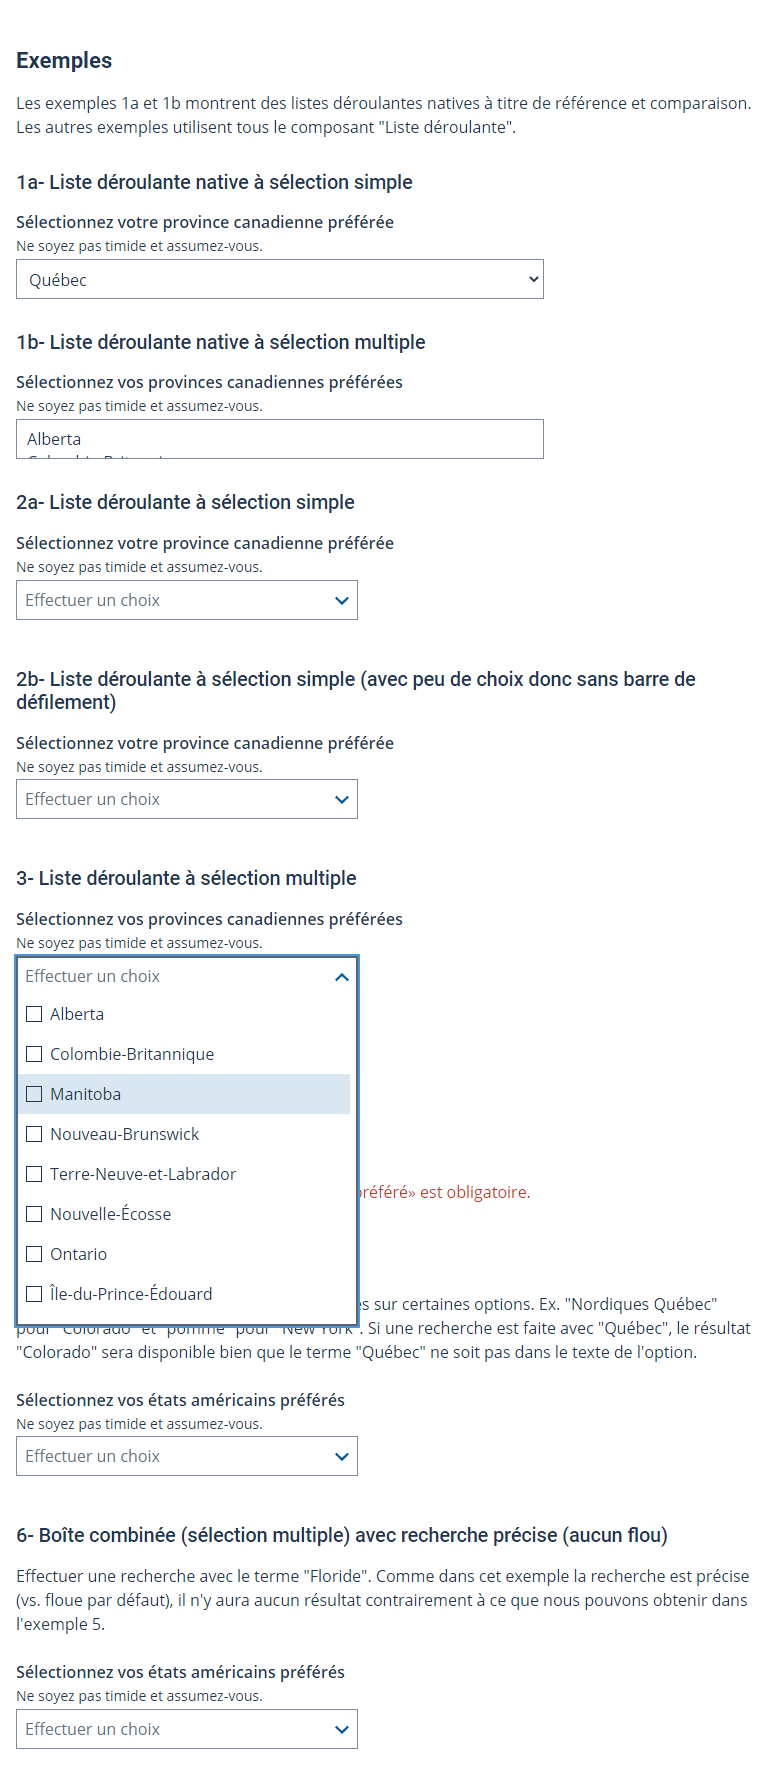 Exemples
Les exemples 1a et 1b montrent des listes déroulantes natives à titre de référence et comparaison.
Les autres exemples utilisent tous le composant "Liste déroulante".
1a- Liste déroulante native à sélection simple
Sélectionnez votre province canadienne préférée
Ne soyez pas timide et assumez-vous.
Québec
1b- Liste déroulante native à sélection multiple
Sélectionnez vos provinces canadiennes préférées
Ne soyez pas timide et assumez-vous.
Alberta
2a- Liste déroulante à sélection simple
Sélectionnez votre province canadienne préférée
Ne soyez pas timide et assumez-vous.
Effectuer un choix
2b- Liste déroulante à sélection simple (avec peu de choix donc sans barre de
défilement)
Sélectionnez votre province canadienne préférée
Ne soyez pas timide et assumez-vous.
Effectuer un choix
3- Liste déroulante à sélection multiple
Sélectionnez vos provinces canadiennes préférées
Ne soyez pas timide et assumez-vous.
Effectuer un choix
Alberta
Colombie-Britannique
Manitoba
Nouveau-Brunswick
Terre-Neuve-et-Labrador
préféré» est obligatoire.
Nouvelle-Écosse
Ontario
Île-du-Prince-Édouard
sur certaines options. Ex. "Nordiques Québec"
pour "Colorado" et "pomme" pour "New York". Si une recherche est faite avec "Québec", le résultat
"Colorado" sera disponible bien que le terme "Québec" ne soit pas dans le texte de l'option.
Sélectionnez vos états américains préférés
Ne soyez pas timide et assumez-vous.
Effectuer un choix
6- Boîte combinée (sélection multiple) avec recherche précise (aucun flou)
Effectuer une recherche avec le terme "Floride". Comme dans cet exemple la recherche est précise
(vs. floue par défaut), il n'y aura aucun résultat contrairement à ce que nous pouvons obtenir dans
l'exemple 5.
Sélectionnez vos états américains préférés
Ne soyez pas timide et assumez-vous.
Effectuer un choix